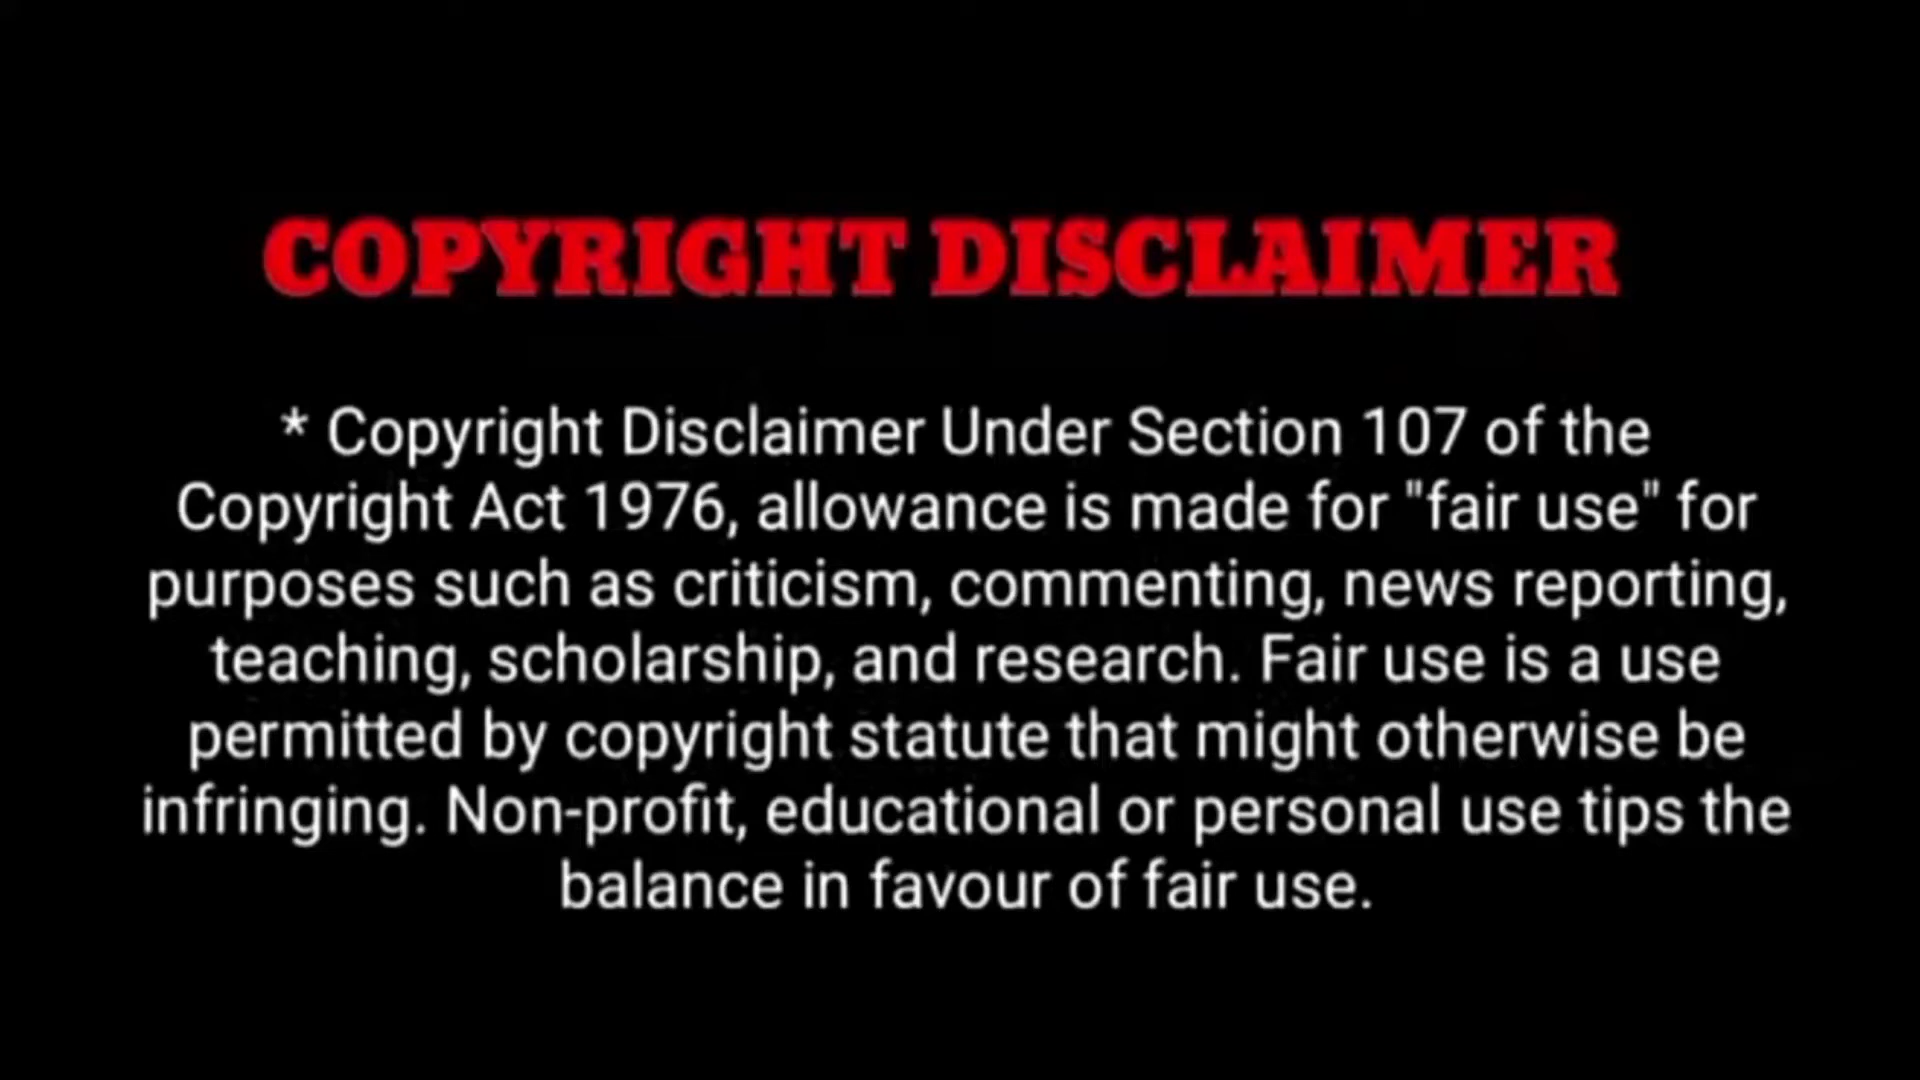 COPYRIGHT DISCLAIMER
* Copyright Disclaimer Under Section 107 of the
Copyright Act 1976, allowance is made for "fair use" for
purposes such as criticism, commenting, news reporting,
teaching, scholarship, and research. Fair use is a use
permitted by copyright statute that might otherwise be
infringing. Non-profit, educational or personal use tips the
balance in favour of fair use.